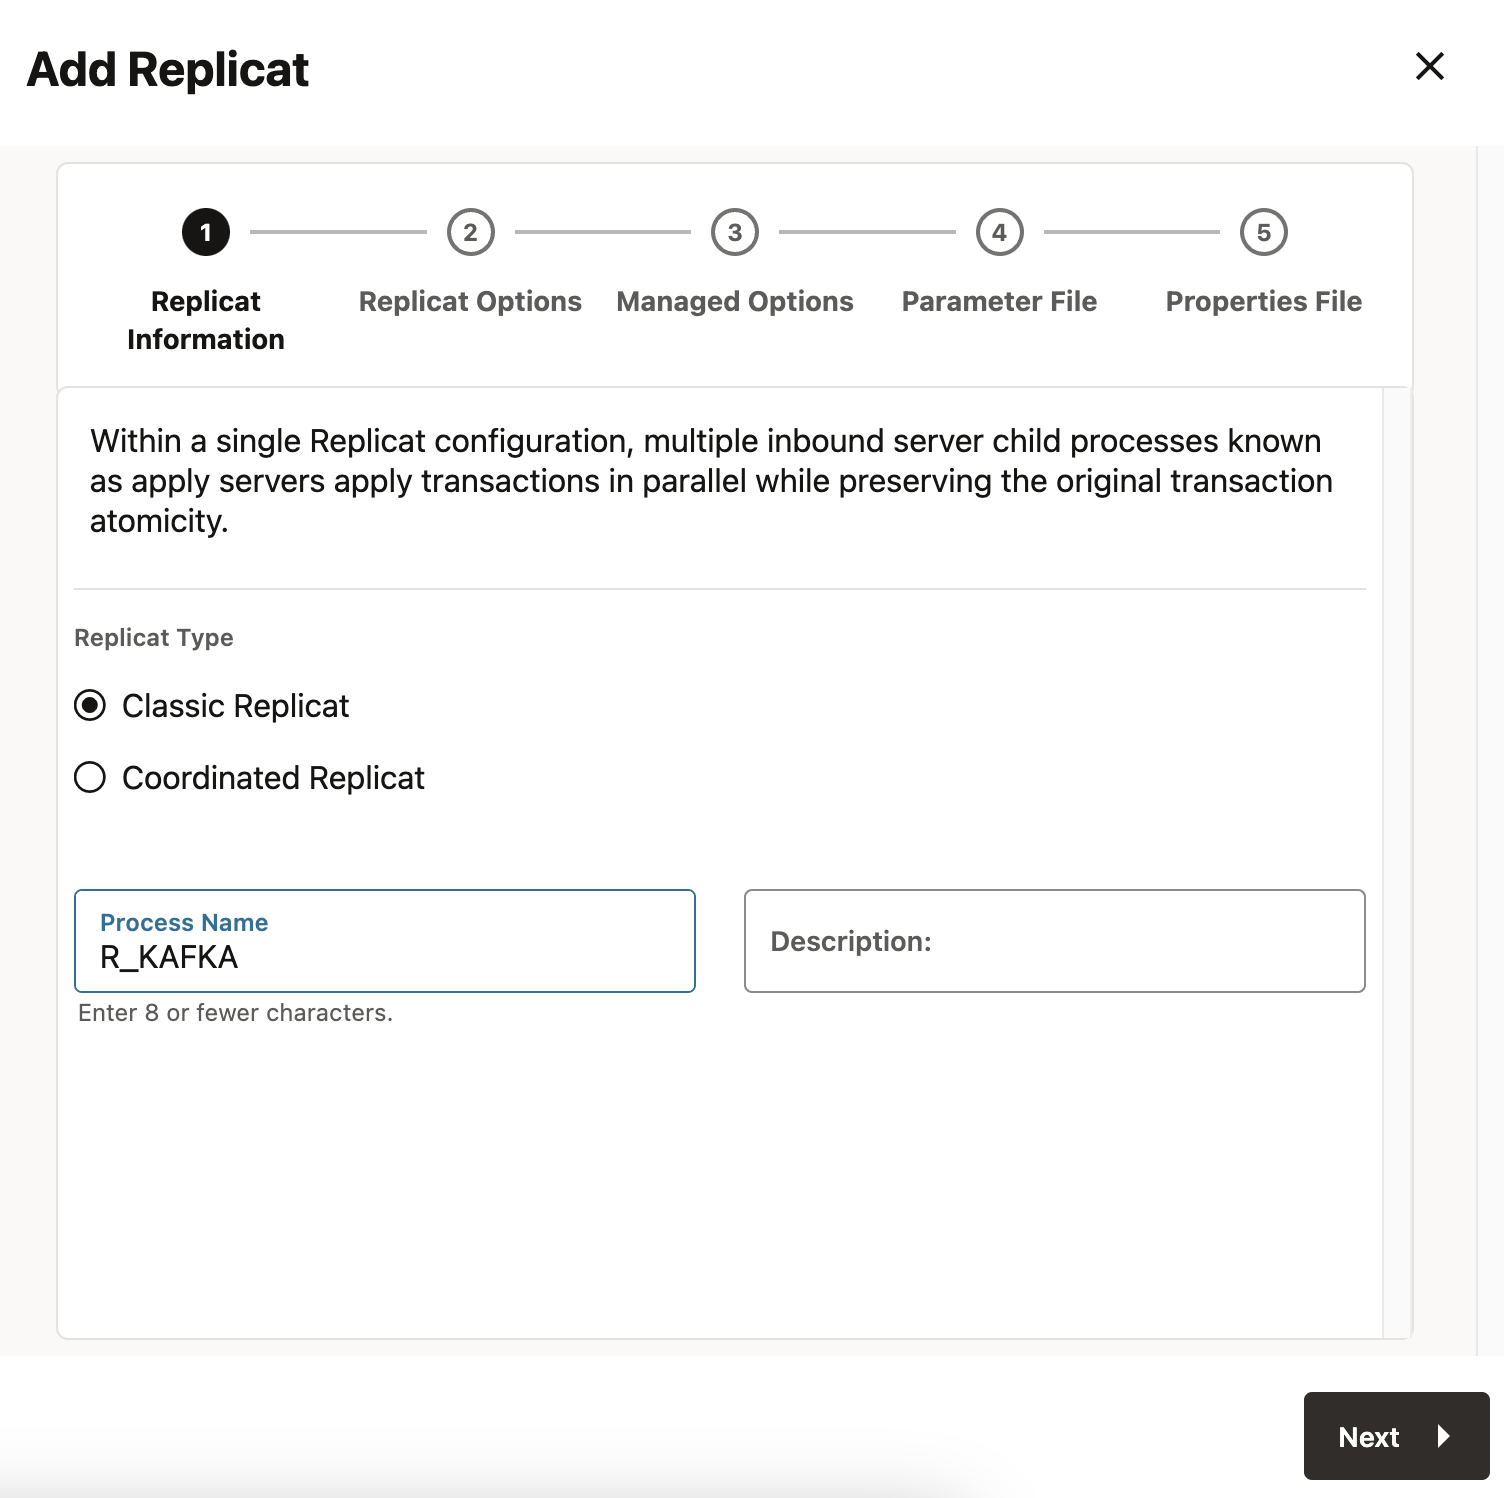 Add Replicat
1
2
3
4
5
Replicat
Information
Replicat Options
Managed Options
Parameter File
Properties File
Within a single Replicat configuration, multiple inbound server child processes known
as apply servers apply transactions in parallel while preserving the original transaction
atomicity.
Replicat Type
Classic Replicat
Coordinated Replicat
Process Name
R_KAFKA
Description:
Enter 8 or fewer characters.
Next